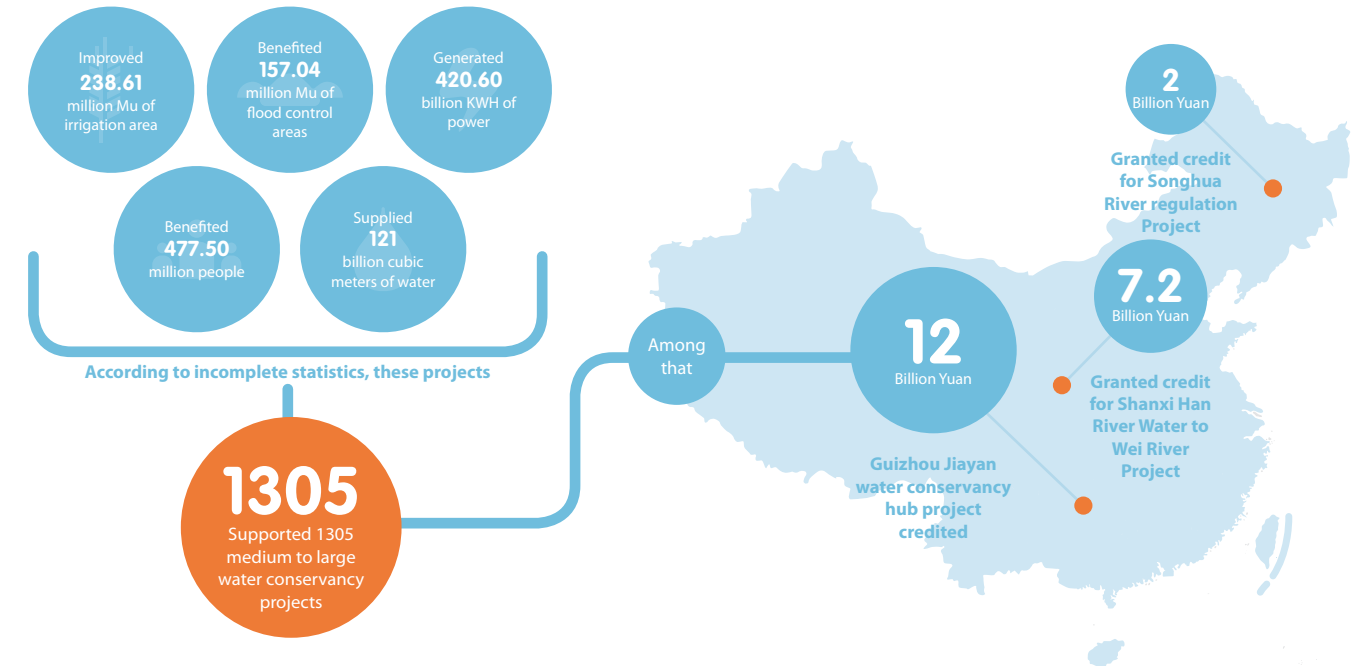 Improved
238.61
million Mu of
irrigation area
Benefited
157.04
million Mu of
flood control
areas
Generated
420.60
billion KWH of
power
Benefited
477.50
million people
Supplied
121
billion cubic
meters of water
According to incomplete statistics, these projects
1305
Supported 1305
medium to large
water conservancy
projects
Among
that
12
Billion Yuan
Guizhou Jiayan
water conservancy
hub project
credited
2
Billion Yuan
Granted credit
for Songhua
River regulation
Project
7.2
Billion Yuan
Granted credit
for Shanxi Han
River Water to
Wei River
Project